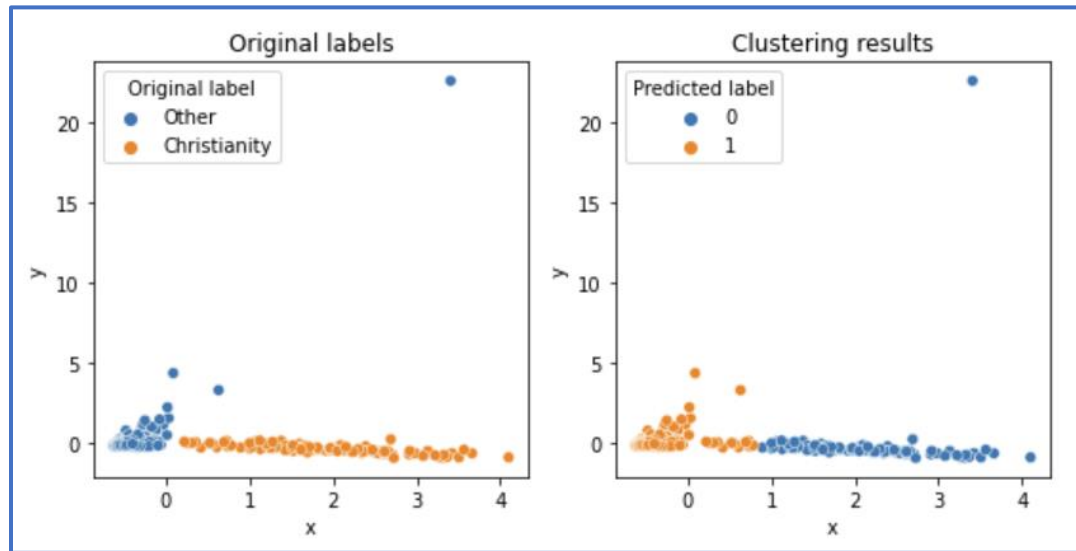 Original labels
Original label
Other
Christianity
20
15
10
5
0
y
0
1
2
3
4
x
Clustering results
Predicted label
0
1
20
15
10
5
0
y
0
1
2
3
4
x